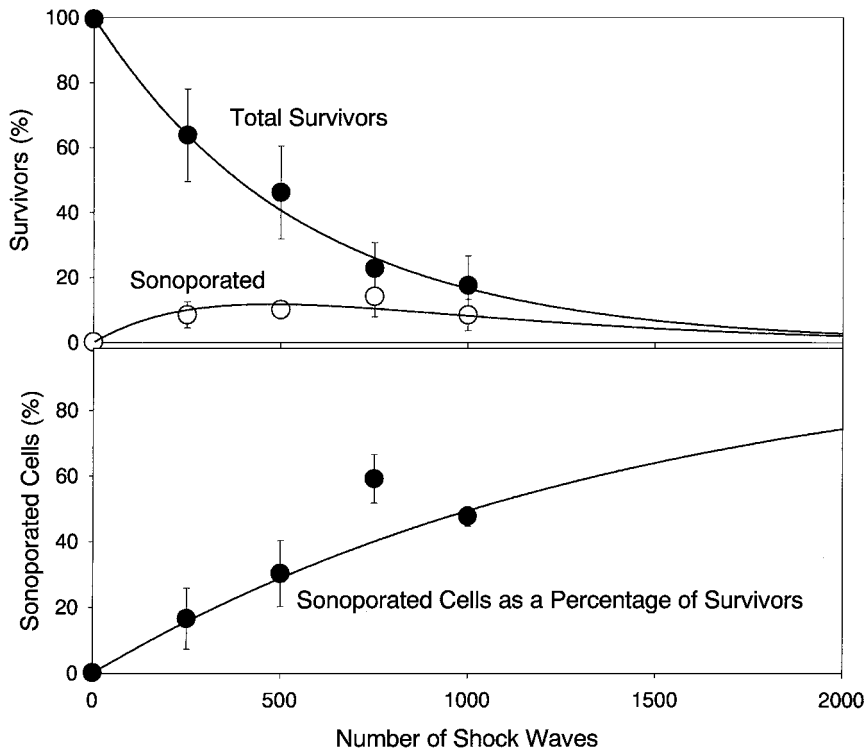 100
80
60
40
20
0
Survivors (%)
Total Survivors
Sonoporated
80
60
40
20
0
Sonoporated Cells (%)
Sonoporated Cells as a Percentage of Survivors
0 500 1000 1500 2000
Number of Shock Waves